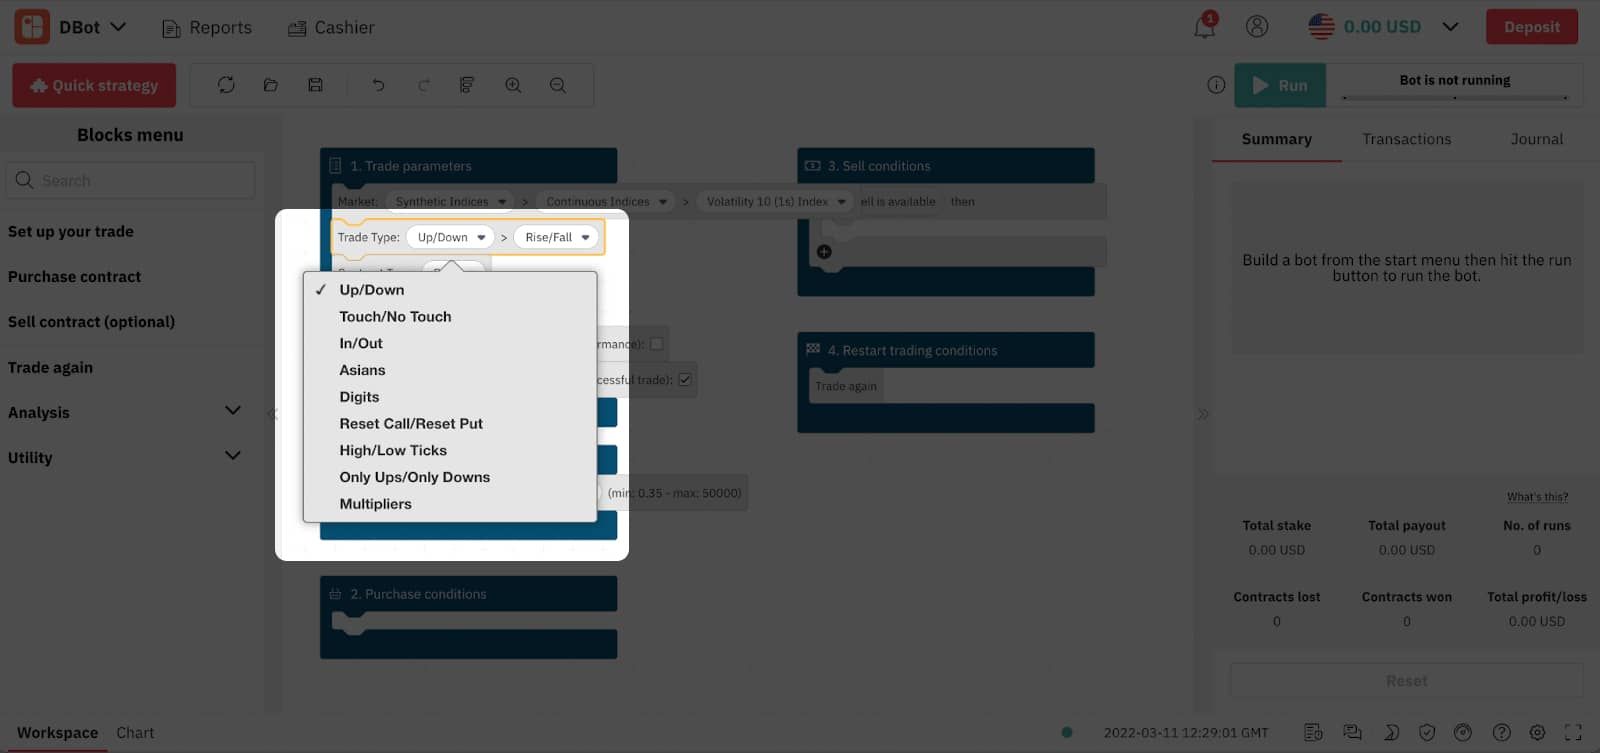 DBot
Reports
Cashier
1
0.00 USD
Deposit
Quick strategy
Run
Bot is not running
Blocks menu
Search
Set up your trade
Purchase contract
Sell contract (optional)
Trade again
Analysis
Utility
1. Trade parameters
Market: Synthetic Indices > Continuous Indices > Volatility 10 (1s) Index
Trade Type: Up/Down > Rise/Fall
✓ Up/Down
Touch/No Touch
In/Out
Asians
Digits
Reset Call/Reset Put
High/Low Ticks
Only Ups/Only Downs
Multipliers
rmance):
cessful trade):
(min: 0.35 - max: 50000)
2. Purchase conditions
3. Sell conditions
ell is available then
4. Restart trading conditions
Trade again
Summary
Transactions
Journal
Build a bot from the start menu then hit the run
button to run the bot.
What's this?
Total stake
Total payout
No. of runs
0.00 USD
0.00 USD
0
Contracts lost
Contracts won
Total profit/loss
0
0
0.00 USD
Reset
Workspace
Chart
2022-03-11 12:29:01 GMT